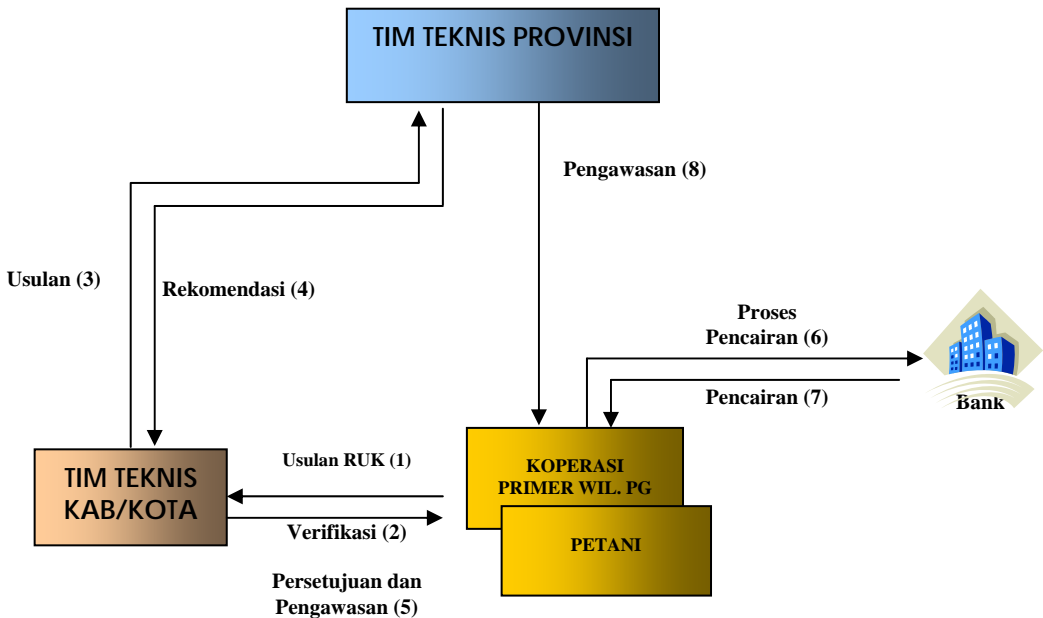 TIM TEKNIS PROVINSI
Pengawasan (8)
Usulan (3)
Rekomendasi (4)
Proses
Pencairan (6)
Pencairan (7)
Bank
Usulan RUK (1)
TIM TEKNIS
KAB/KOTA
KOPERASI
PRIMER WIL. PG
Verifikasi (2)
PETANI
Persetujuan dan
Pengawasan (5)